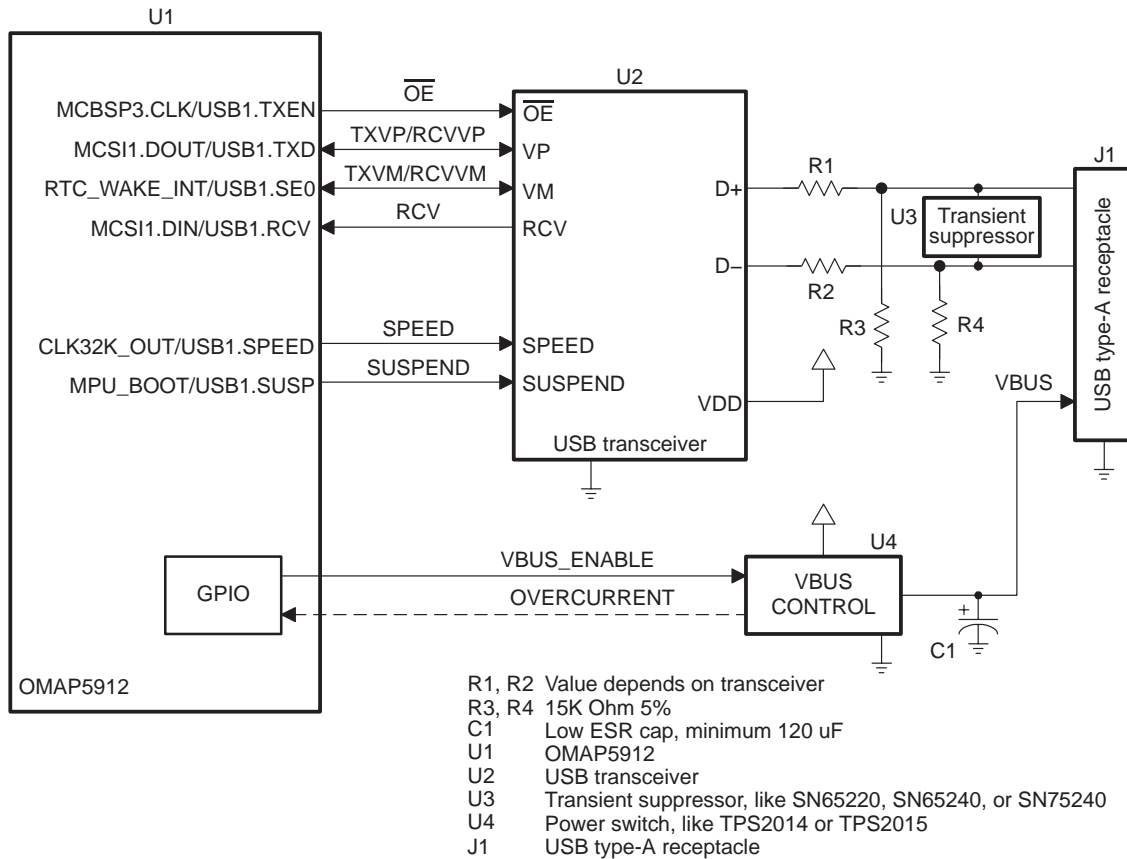 U1
MCBSP3.CLK/USB1.TXEN
MCSI1.DOUT/USB1.TXD
RTC_WAKE_INT/USB1.SE0
MCSI1.DIN/USB1.RCV
CLK32K_OUT/USB1.SPEED
MPU_BOOT/USB1.SUSP
GPIO
OMAP5912
OE
TXVP/RCVVP
TXVM/RCVVM
RCV
SPEED
SUSPEND
VBUS_ENABLE
OVERCURRENT
U2
OE
VP
VM
RCV
SPEED
SUSPEND
D+
D−
VDD
USB transceiver
R1
R2
R3
R4
U3
Transient
suppressor
J1
USB type-A receptacle
VBUS
U4
VBUS
CONTROL
+
C1
R1, R2 Value depends on transceiver
R3, R4 15K Ohm 5%
C1 Low ESR cap, minimum 120 uF
U1 OMAP5912
U2 USB transceiver
U3 Transient suppressor, like SN65220, SN65240, or SN75240
U4 Power switch, like TPS2014 or TPS2015
J1 USB type-A receptacle